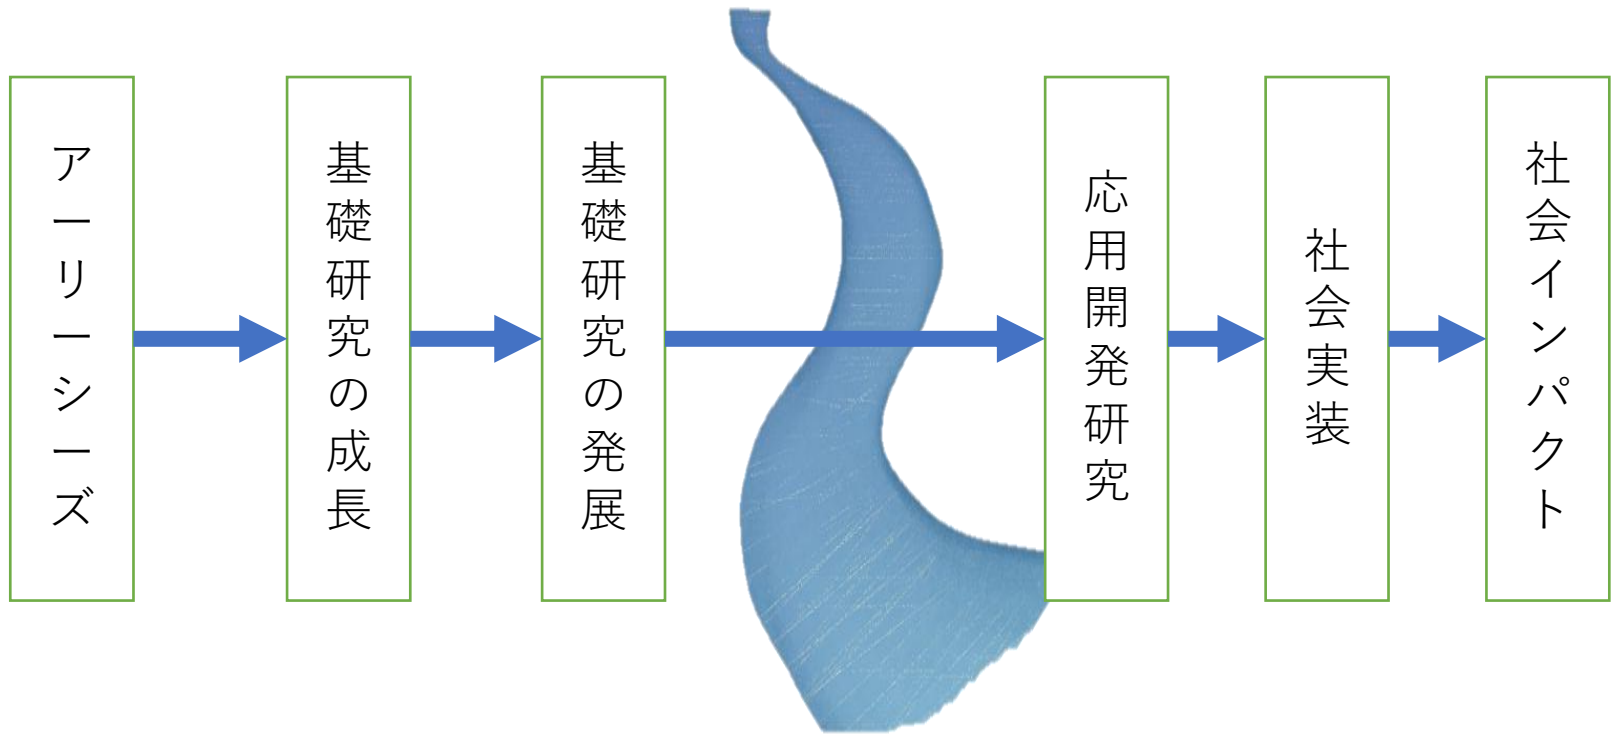 アーリーシーズ
基礎研究の成長
基礎研究の発展
応用開発研究
社会実装
社会インパクト